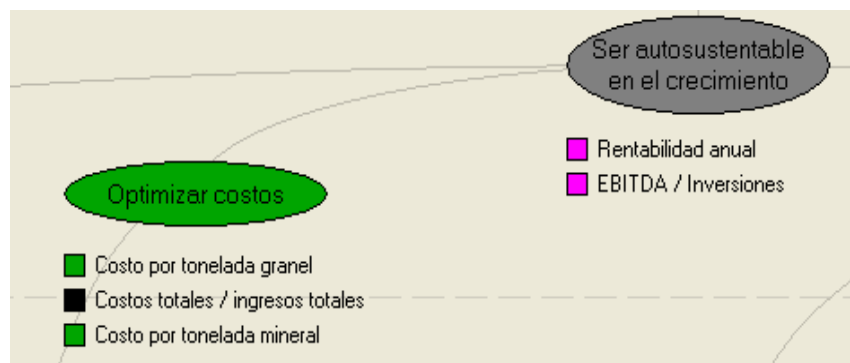 Ser autosustentable
en el crecimiento
Rentabilidad anual
EBITDA / Inversiones
Optimizar costos
Costo por tonelada granel
Costos totales / ingresos totales
Costo por tonelada mineral